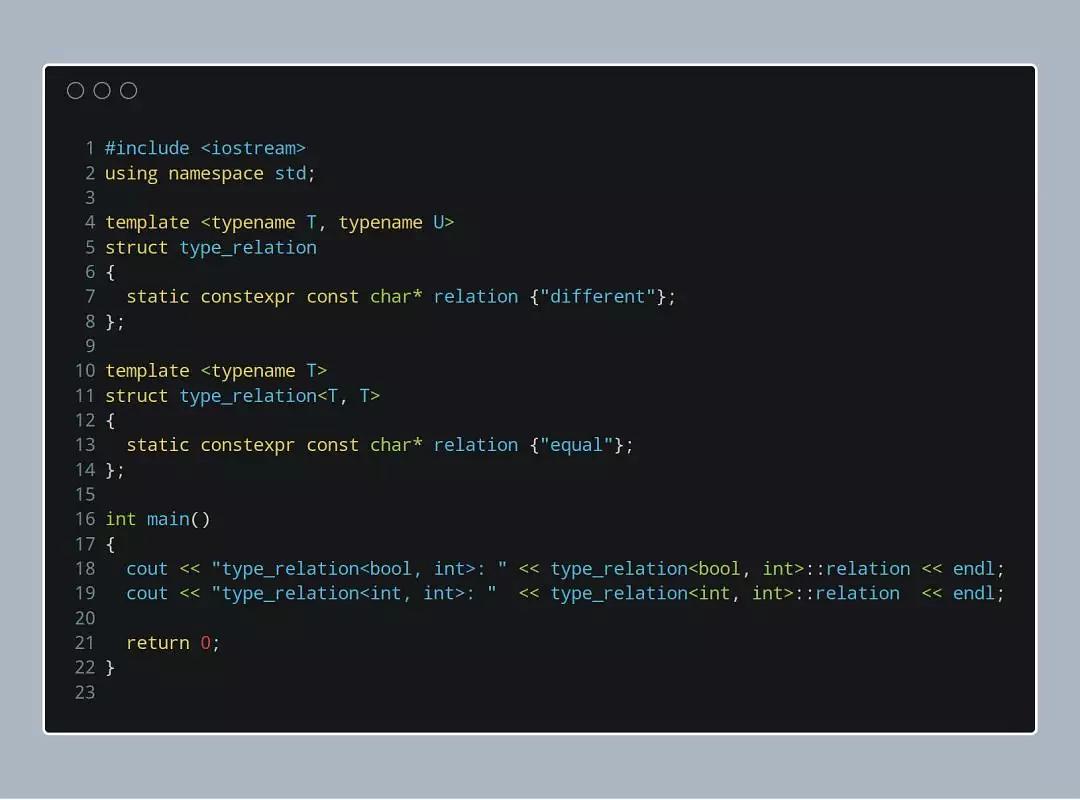 1 #include <iostream>
2 using namespace std;
3
4 template <typename T, typename U>
5 struct type_relation
6 {
7   static constexpr const char* relation {"different"};
8 };
9
10 template <typename T>
11 struct type_relation<T, T>
12 {
13   static constexpr const char* relation {"equal"};
14 };
15
16 int main()
17 {
18   cout << "type_relation<bool, int>: " << type_relation<bool, int>::relation << endl;
19   cout << "type_relation<int, int>: "  << type_relation<int, int>::relation  << endl;
20
21   return 0;
22 }
23